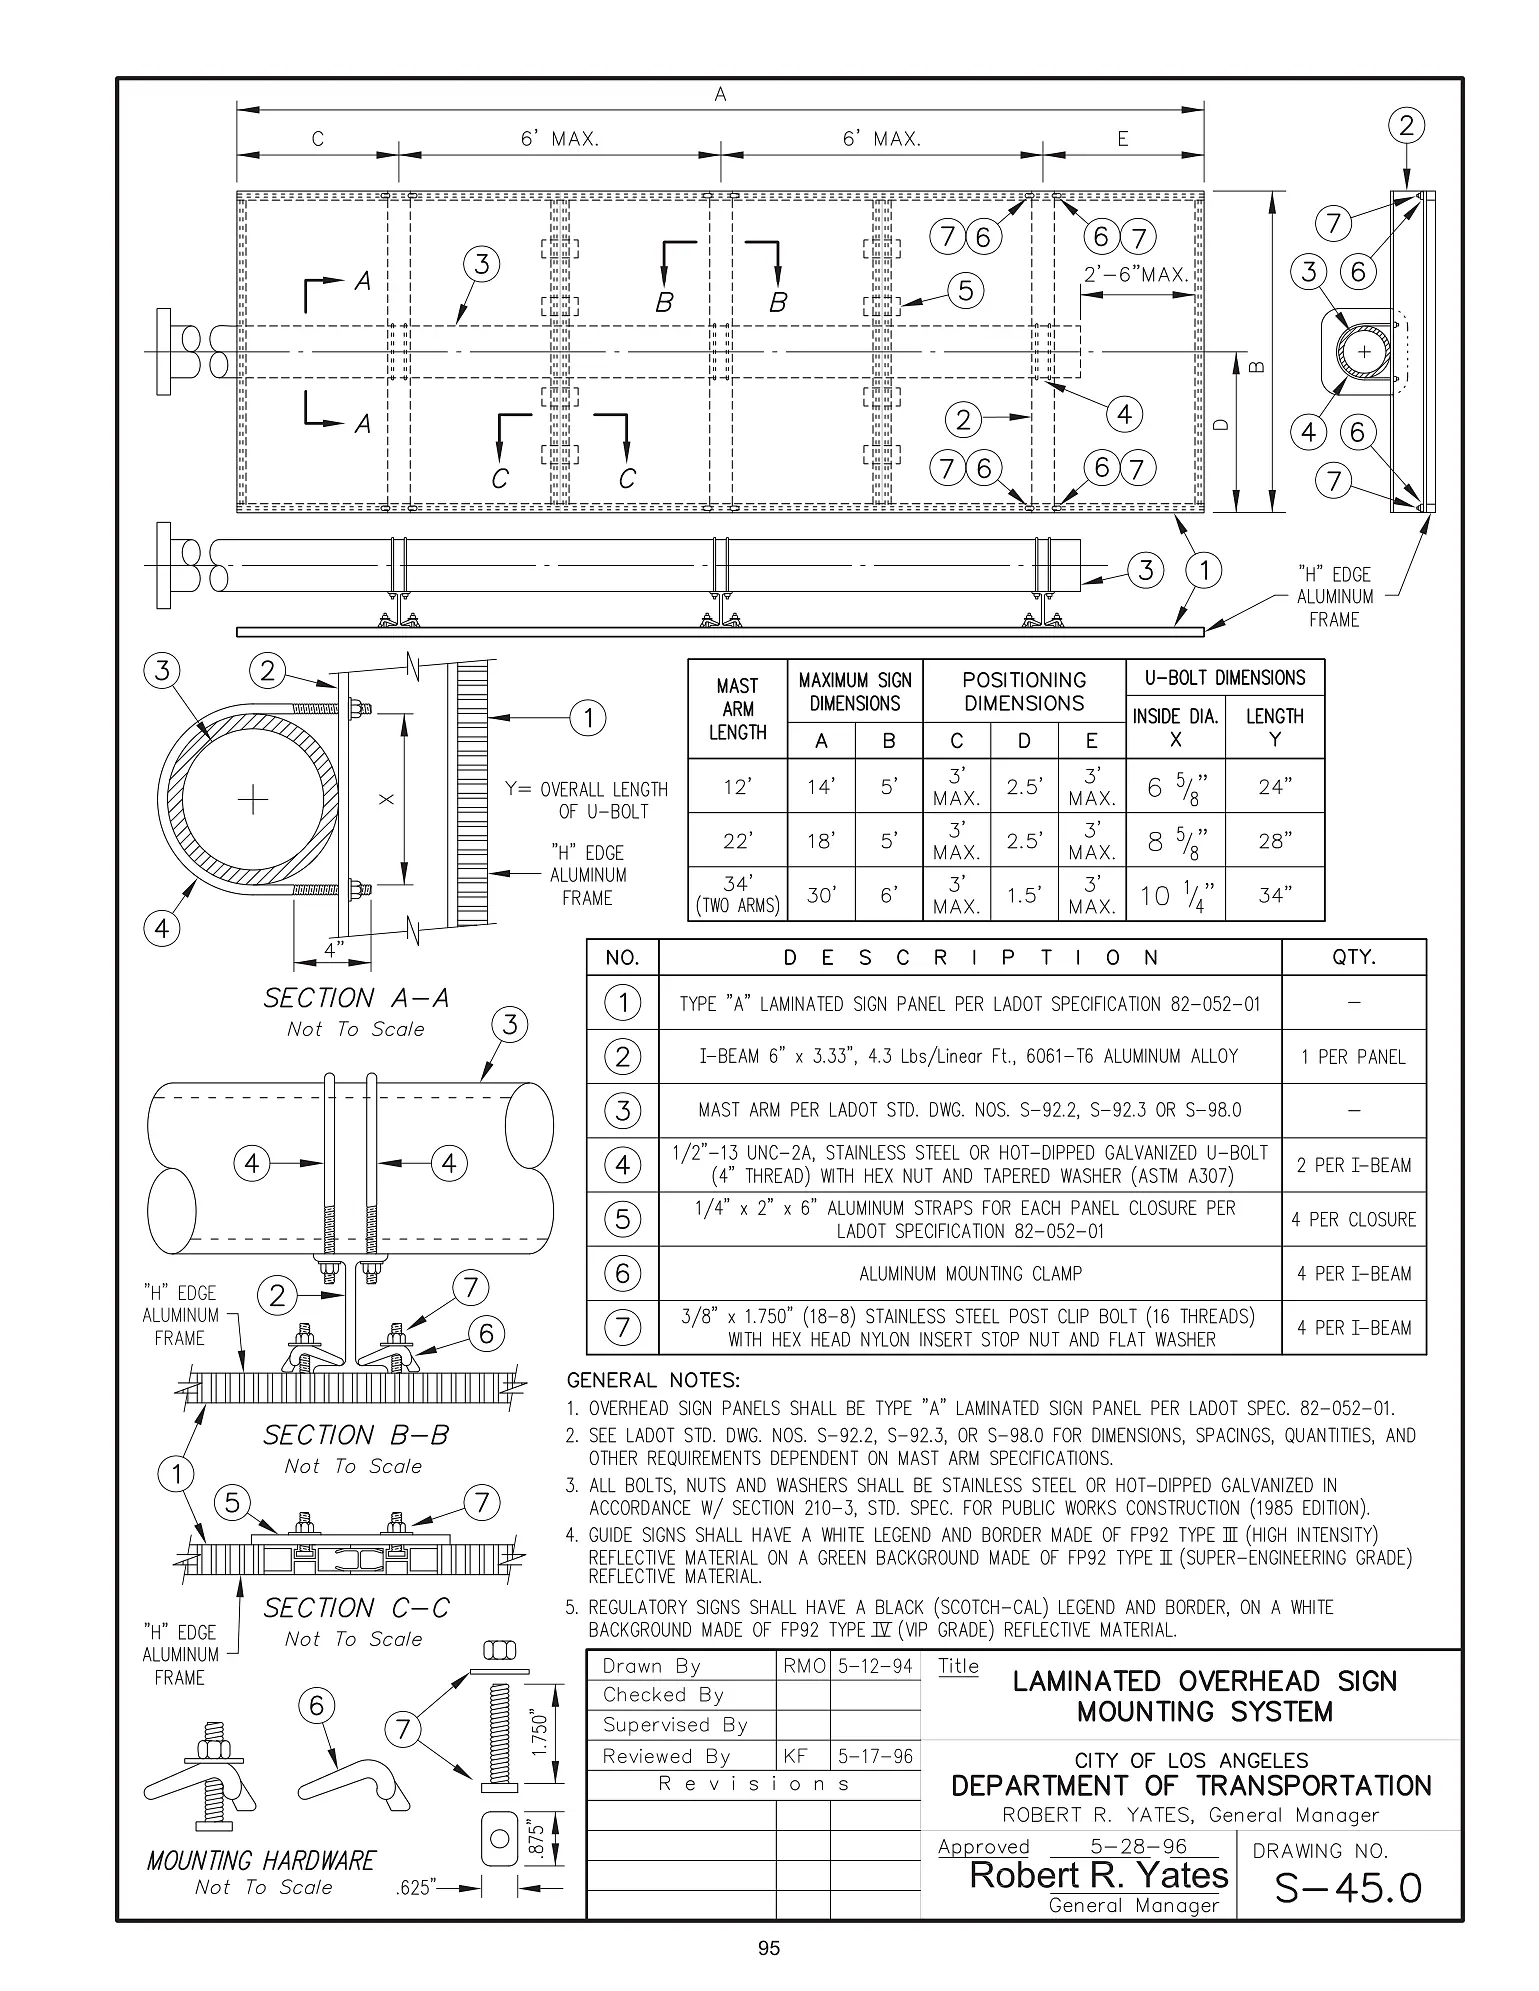 A
C 6' MAX. 6' MAX. E
2
7 6 6 7
7
3 A B B 5 2'-6"MAX. 3 6
B
D
A C C 2 4 4 6
7 6 6 7
7
3 1
"H" EDGE
ALUMINUM
FRAME
3 2
1
X
Y= OVERALL LENGTH
OF U-BOLT
"H" EDGE
ALUMINUM
FRAME
4
4"
SECTION A-A
Not To Scale
MAST ARM LENGTH MAXIMUM SIGN DIMENSIONS POSITIONING DIMENSIONS U-BOLT DIMENSIONS
A B C D E INSIDE DIA. X LENGTH Y
12' 14' 5' 3' MAX. 2.5' 3' MAX. 6 5/8" 24"
22' 18' 5' 3' MAX. 2.5' 3' MAX. 8 5/8" 28"
34' (TWO ARMS) 30' 6' 3' MAX. 1.5' 3' MAX. 10 1/4" 34"
NO. D E S C R I P T I O N QTY.
1 TYPE "A" LAMINATED SIGN PANEL PER LADOT SPECIFICATION 82-052-01 -
2 I-BEAM 6" x 3.33", 4.3 Lbs/Linear Ft., 6061-T6 ALUMINUM ALLOY 1 PER PANEL
3 MAST ARM PER LADOT STD. DWG. NOS. S-92.2, S-92.3 OR S-98.0 -
4 1/2"-13 UNC-2A, STAINLESS STEEL OR HOT-DIPPED GALVANIZED U-BOLT
(4" THREAD) WITH HEX NUT AND TAPERED WASHER (ASTM A307) 2 PER I-BEAM
5 1/4" x 2" x 6" ALUMINUM STRAPS FOR EACH PANEL CLOSURE PER
LADOT SPECIFICATION 82-052-01 4 PER CLOSURE
6 ALUMINUM MOUNTING CLAMP 4 PER I-BEAM
7 3/8" x 1.750" (18-8) STAINLESS STEEL POST CLIP BOLT (16 THREADS)
WITH HEX HEAD NYLON INSERT STOP NUT AND FLAT WASHER 4 PER I-BEAM
3
4 4
"H" EDGE
ALUMINUM
FRAME
2 7
6
SECTION B-B
Not To Scale
1
5 7
SECTION C-C
Not To Scale
"H" EDGE
ALUMINUM
FRAME
6
7
1.750"
.875"
.625"
MOUNTING HARDWARE
Not To Scale
GENERAL NOTES:
1. OVERHEAD SIGN PANELS SHALL BE TYPE "A" LAMINATED SIGN PANEL PER LADOT SPEC. 82-052-01.
2. SEE LADOT STD. DWG. NOS. S-92.2, S-92.3, OR S-98.0 FOR DIMENSIONS, SPACINGS, QUANTITIES, AND
OTHER REQUIREMENTS DEPENDENT ON MAST ARM SPECIFICATIONS.
3. ALL BOLTS, NUTS AND WASHERS SHALL BE STAINLESS STEEL OR HOT-DIPPED GALVANIZED IN
ACCORDANCE W/ SECTION 210-3, STD. SPEC. FOR PUBLIC WORKS CONSTRUCTION (1985 EDITION).
4. GUIDE SIGNS SHALL HAVE A WHITE LEGEND AND BORDER MADE OF FP92 TYPE III (HIGH INTENSITY)
REFLECTIVE MATERIAL ON A GREEN BACKGROUND MADE OF FP92 TYPE II (SUPER-ENGINEERING GRADE)
REFLECTIVE MATERIAL.
5. REGULATORY SIGNS SHALL HAVE A BLACK (SCOTCH-CAL) LEGEND AND BORDER, ON A WHITE
BACKGROUND MADE OF FP92 TYPE IV (VIP GRADE) REFLECTIVE MATERIAL.
Drawn By RMO 5-12-94
Checked By
Supervised By
Reviewed By KF 5-17-96
R e v i s i o n s
Title
LAMINATED OVERHEAD SIGN
MOUNTING SYSTEM
CITY OF LOS ANGELES
DEPARTMENT OF TRANSPORTATION
ROBERT R. YATES, General Manager
Approved 5-28-96
Robert R. Yates
General Manager
DRAWING NO.
S-45.0
95